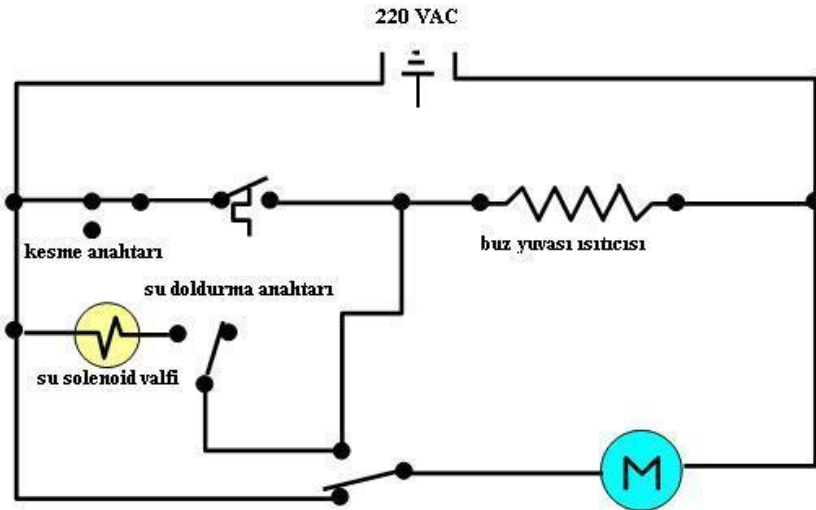 220 VAC
kesme anahtarı
buz yuvası ısıtıcısı
su doldurma anahtarı
su solenoid valfi
M